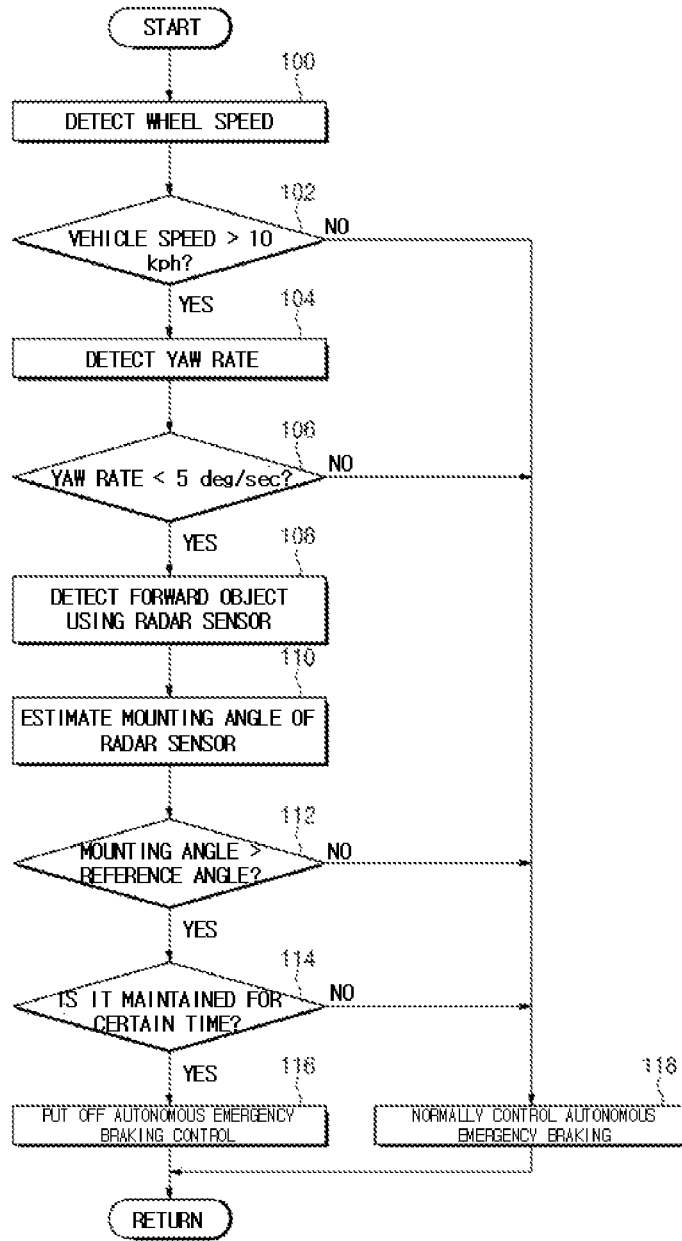 START
100
DETECT WHEEL SPEED
102
VEHICLE SPEED > 10
kph?
NO
YES
104
DETECT YAW RATE
106
YAW RATE < 5 deg/sec?
NO
YES
108
DETECT FORWARD OBJECT
USING RADAR SENSOR
110
ESTIMATE MOUNTING ANGLE OF
RADAR SENSOR
112
MOUNTING ANGLE >
REFERENCE ANGLE?
NO
YES
114
IS IT MAINTAINED FOR
CERTAIN TIME?
NO
YES
116
PUT OFF AUTONOMOUS EMERGENCY
BRAKING CONTROL
118
NORMALLY CONTROL AUTONOMOUS
EMERGENCY BRAKING
RETURN